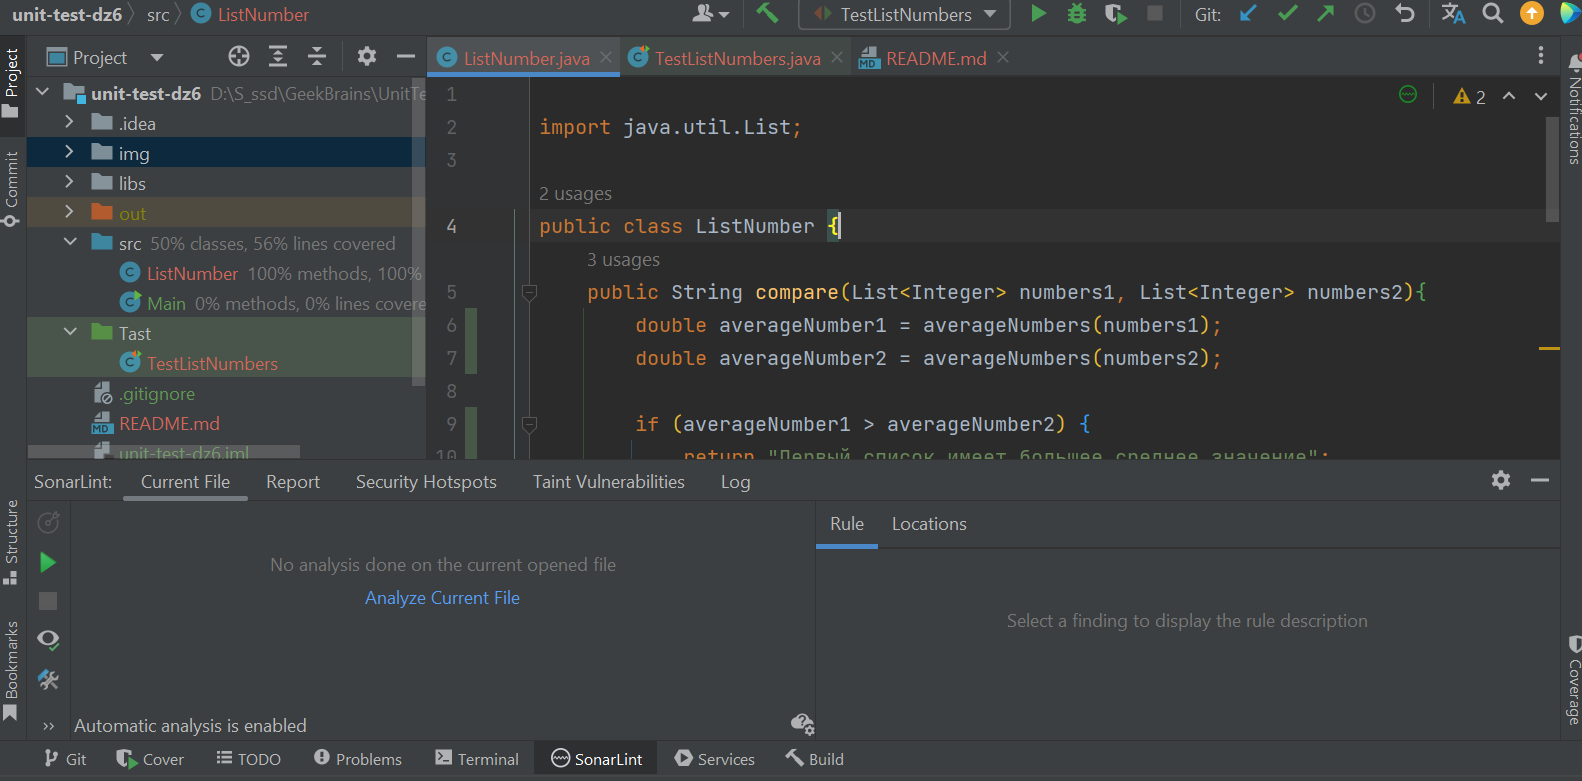 unit-test-dz6 src ListNumber
TestListNumbers Git:
Project
ListNumber.java TestListNumbers.java README.md
unit-test-dz6 D:\S_ssd\GeekBrains\UnitTe
.idea
img
libs
out
src 50% classes, 56% lines covered
ListNumber 100% methods, 100%
Main 0% methods, 0% lines covere
Tast
TestListNumbers
.gitignore
README.md
unit-test-dz6.iml
1
2 import java.util.List;
3
2 usages
4 public class ListNumber {
3 usages
5 public String compare(List<Integer> numbers1, List<Integer> numbers2){
6 double averageNumber1 = averageNumbers(numbers1);
7 double averageNumber2 = averageNumbers(numbers2);
8
9 if (averageNumber1 > averageNumber2) {
10 return "Первый список имеет большее среднее значение";
2
Project
Commit
Structure
Bookmarks
Notifications
Coverage
SonarLint: Current File Report Security Hotspots Taint Vulnerabilities Log
No analysis done on the current opened file
Analyze Current File
Automatic analysis is enabled
Rule Locations
Select a finding to display the rule description
Git Cover TODO Problems Terminal SonarLint Services Build